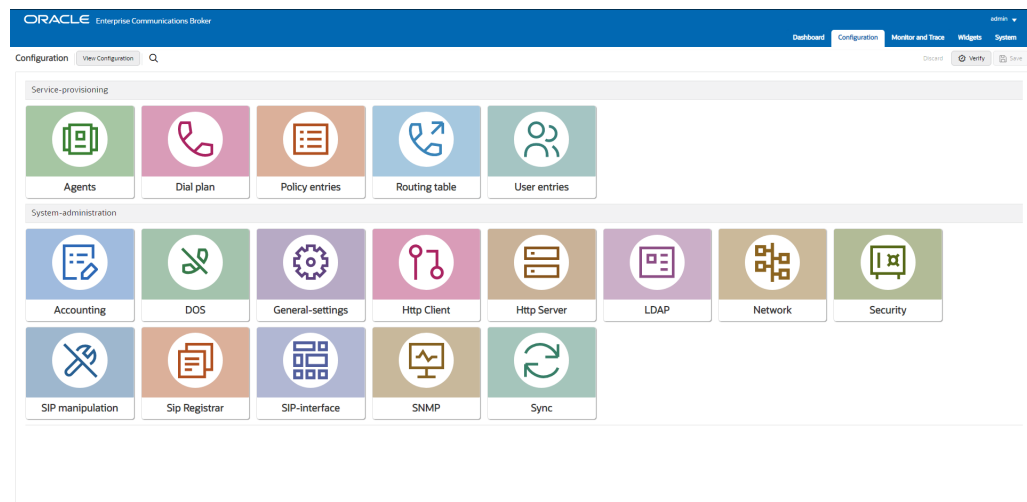 ORACLE Enterprise Communications Broker
admin
Dashboard Configuration Monitor and Trace Widgets System
Configuration View Configuration Discard Verify Save
Service-provisioning
Agents Dial plan Policy entries Routing table User entries
System-administration
Accounting DOS General-settings Http Client Http Server LDAP Network Security
SIP manipulation Sip Registrar SIP-interface SNMP Sync